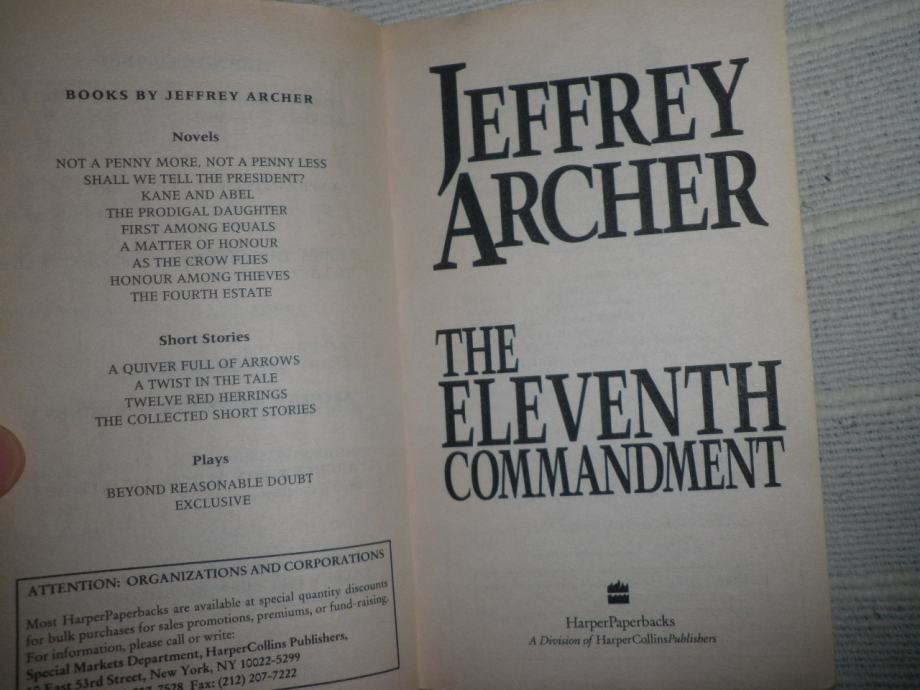 BOOKS BY JEFFREY ARCHER
Novels
NOT A PENNY MORE, NOT A PENNY LESS
SHALL WE TELL THE PRESIDENT?
KANE AND ABEL
THE PRODIGAL DAUGHTER
FIRST AMONG EQUALS
A MATTER OF HONOUR
AS THE CROW FLIES
HONOUR AMONG THIEVES
THE FOURTH ESTATE
Short Stories
A QUIVER FULL OF ARROWS
A TWIST IN THE TALE
TWELVE RED HERRINGS
THE COLLECTED SHORT STORIES
Plays
BEYOND REASONABLE DOUBT
EXCLUSIVE
ATTENTION: ORGANIZATIONS AND CORPORATIONS
Most HarperPaperbacks are available at special quantity discounts
for bulk purchases for sales promotions, premiums, or fund-raising.
For information, please call or write:
Special Markets Department, HarperCollins Publishers,
East 53rd Street, New York, NY 10022-5299
Fax: (212) 207-7222
JEFFREY
ARCHER
THE
ELEVENTH
COMMANDMENT
HarperPaperbacks
A Division of HarperCollinsPublishers